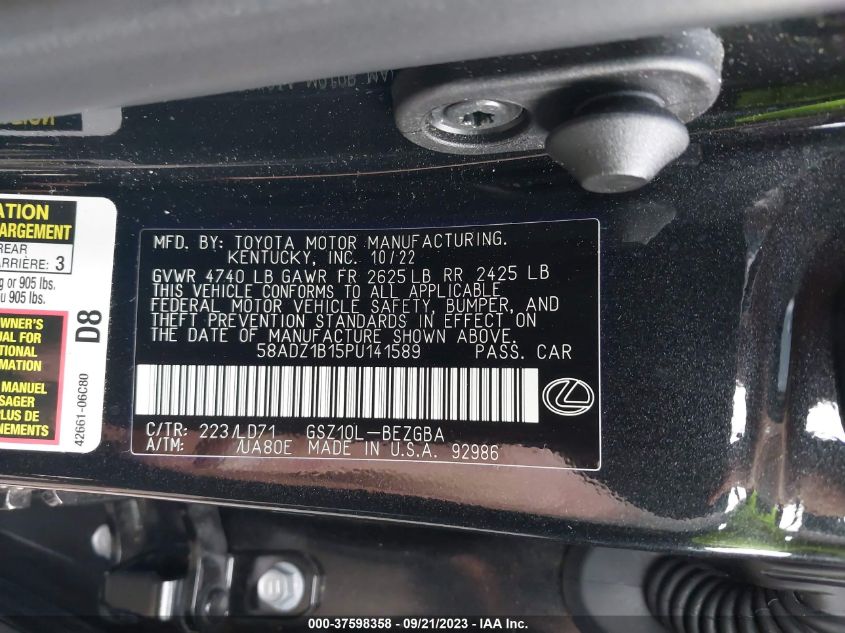 ATION
ARGEMENT
REAR
ARRIÈRE: 3
g or 905 lbs.
u 905 lbs.
WNER'S
UAL FOR
TIONAL
RMATION
MANUEL
SAGER
PLUS DE
NEMENTS
D8
42661-06C80
MFD. BY: TOYOTA MOTOR MANUFACTURING.
KENTUCKY, INC. 10/22
GVWR 4740 LB GAWR FR 2625 LB RR 2425 LB
THIS VEHICLE CONFORMS TO ALL APPLICABLE
FEDERAL MOTOR VEHICLE SAFETY, BUMPER, AND
THEFT PREVENTION STANDARDS IN EFFECT ON
THE DATE OF MANUFACTURE SHOWN ABOVE.
58ADZ1B15PU141589 PASS. CAR
C/TR: 223/LD71 GSZ10L-BEZGBA
A/TM: /UA80E MADE IN U.S.A. 92986
000-37598358 - 09/21/2023 - © IAA, Inc.